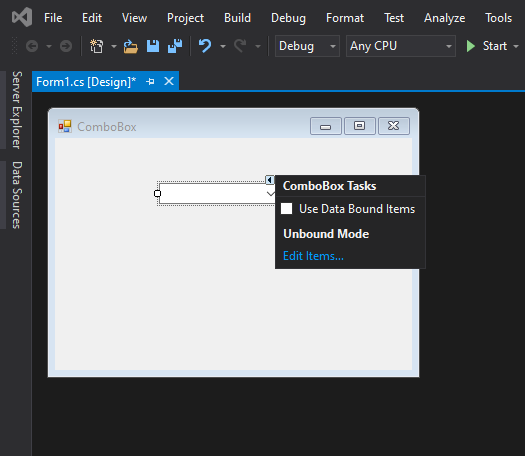 File Edit View Project Build Debug Format Test Analyze Tools
Debug Any CPU Start
Form1.cs [Design]*
Server Explorer
Data Sources
ComboBox
ComboBox Tasks
Use Data Bound Items
Unbound Mode
Edit Items...